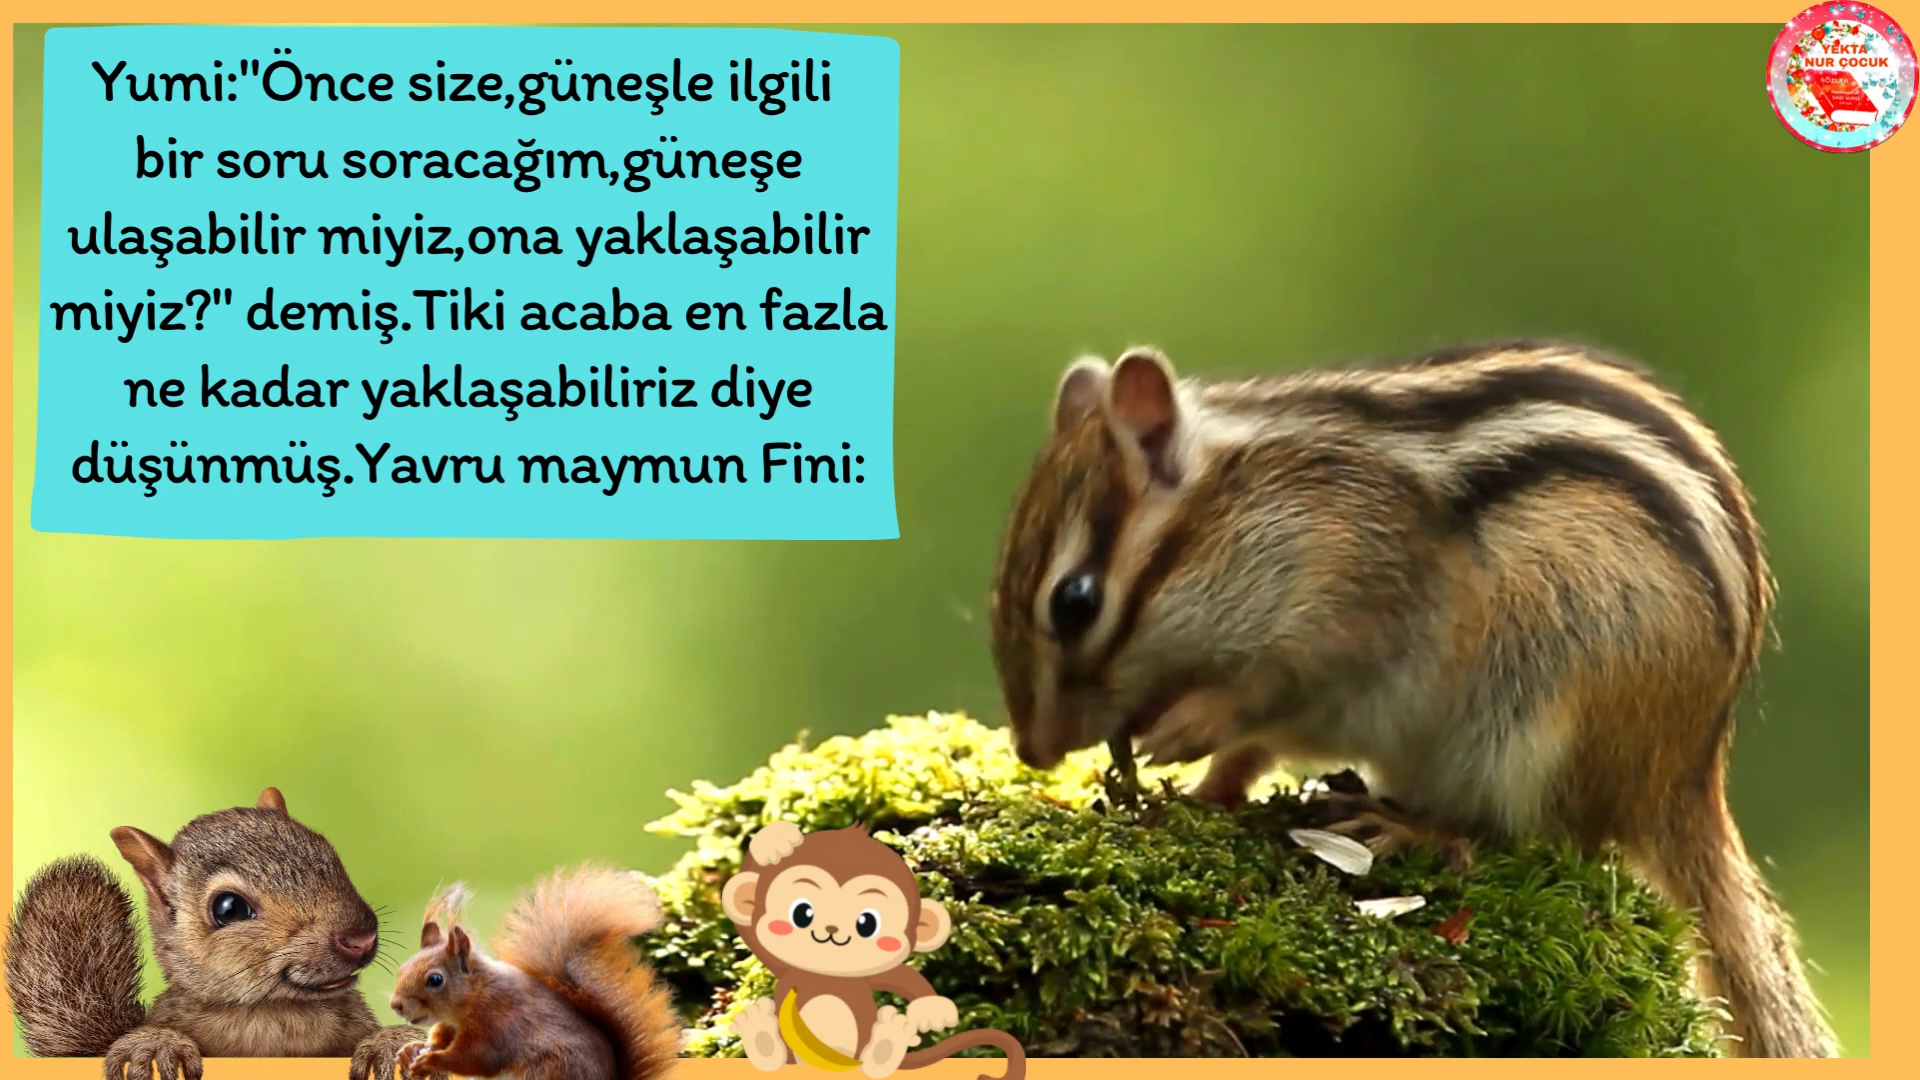 Yumi:"Önce size,güneşle ilgili
bir soru soracağım,güneşe
ulaşabilir miyiz,ona yaklaşabilir
miyiz?" demiş.Tiki acaba en fazla
ne kadar yaklaşabiliriz diye
düşünmüş.Yavru maymun Fini:
YEKTA
NUR ÇOCUK